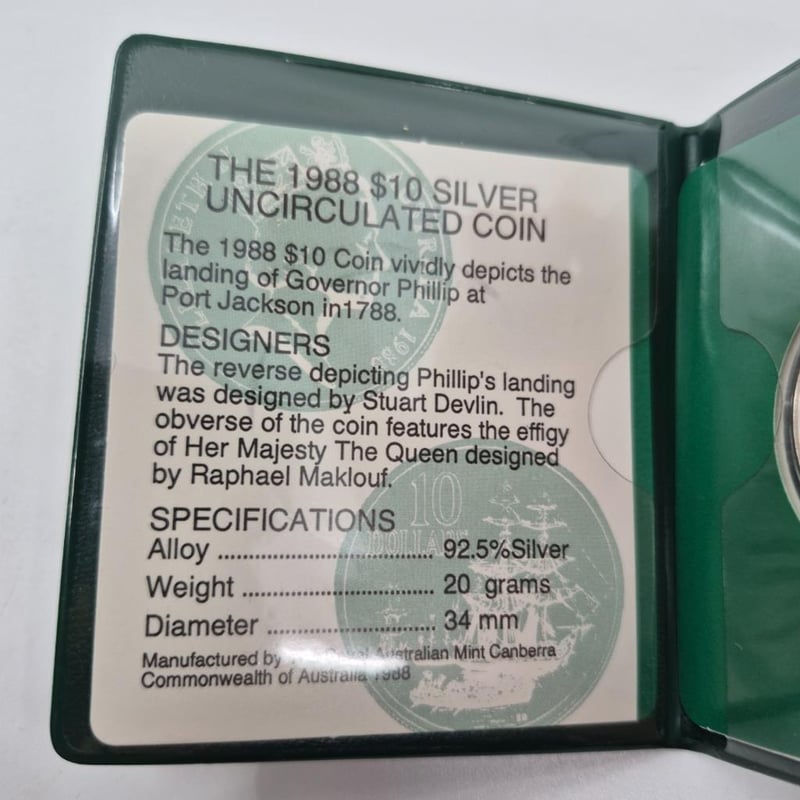 THE 1988 $10 SILVER
UNCIRCULATED COIN
The 1988 $10 Coin vividly depicts the
landing of Governor Phillip at
Port Jackson in1788.
DESIGNERS
The reverse depicting Phillip's landing
was designed by Stuart Devlin. The
obverse of the coin features the effigy
of Her Majesty The Queen designed
by Raphael Maklouf.
SPECIFICATIONS
Alloy ................................ 92.5%Silver
Weight ............................. 20 grams
Diameter ......................... 34 mm
Manufactured by Australian Mint Canberra
Commonwealth of Australia 1988
10
DOLLARS